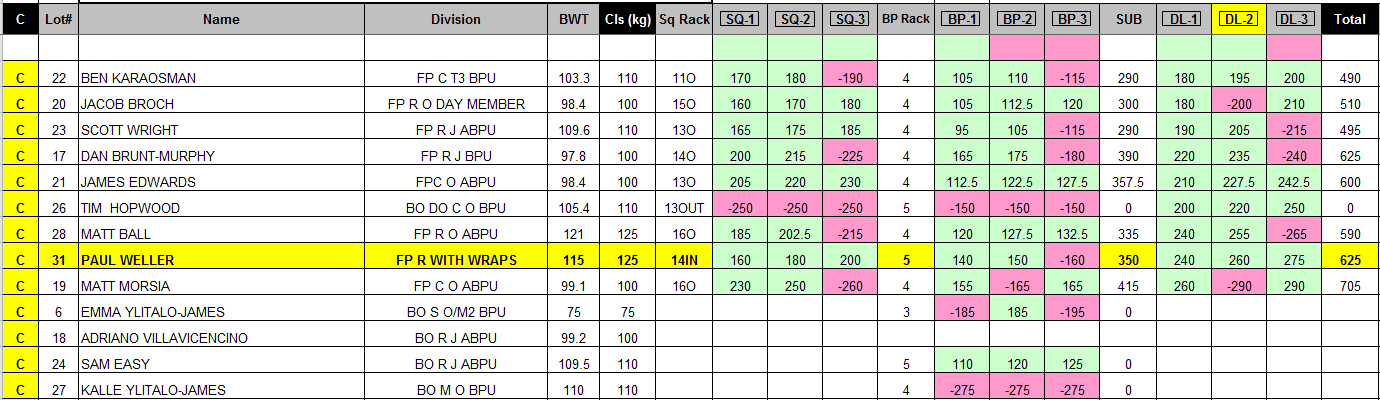 C Lot# Name Division BWT Cls (kg) Sq Rack SQ-1 SQ-2 SQ-3 BP Rack BP-1 BP-2 BP-3 SUB DL-1 DL-2 DL-3 Total
C 22 BEN KARAOSMAN FP C T3 BPU 103.3 110 11O 170 180 -190 4 105 110 -115 290 180 195 200 490
C 20 JACOB BROCH FP R O DAY MEMBER 98.4 100 15O 160 170 180 4 105 112.5 120 300 180 -200 210 510
C 23 SCOTT WRIGHT FP R J ABPU 109.6 110 13O 165 175 185 4 95 105 -115 290 190 205 -215 495
C 17 DAN BRUNT-MURPHY FP R J BPU 97.8 100 14O 200 215 -225 4 165 175 -180 390 220 235 -240 625
C 21 JAMES EDWARDS FPC O ABPU 98.4 100 13O 205 220 230 4 112.5 122.5 127.5 357.5 210 227.5 242.5 600
C 26 TIM HOPWOOD BO DO C O BPU 105.4 110 13OUT -250 -250 -250 5 -150 -150 -150 0 200 220 250 0
C 28 MATT BALL FP R O ABPU 121 125 16O 185 202.5 -215 4 120 127.5 132.5 335 240 255 -265 590
C 31 PAUL WELLER FP R WITH WRAPS 115 125 14IN 160 180 200 5 140 150 -160 350 240 260 275 625
C 19 MATT MORSIA FP C O ABPU 99.1 100 16O 230 250 -260 4 155 -165 165 415 260 -290 290 705
C 6 EMMA YLITALO-JAMES BO S O/M2 BPU 75 75 3 -185 185 -195 0
C 18 ADRIANO VILLAVICENCINO BO R J ABPU 99.2 100
C 24 SAM EASY BO R J ABPU 109.5 110 5 110 120 125 0
C 27 KALLE YLITALO-JAMES BO M O BPU 110 110 4 -275 -275 -275 0